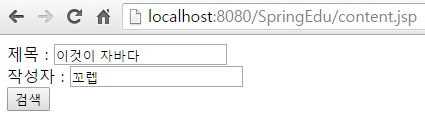 localhost:8080/SpringEdu/content.jsp
제목 : 이것이 자바다
작성자 : 꼬렙
검색